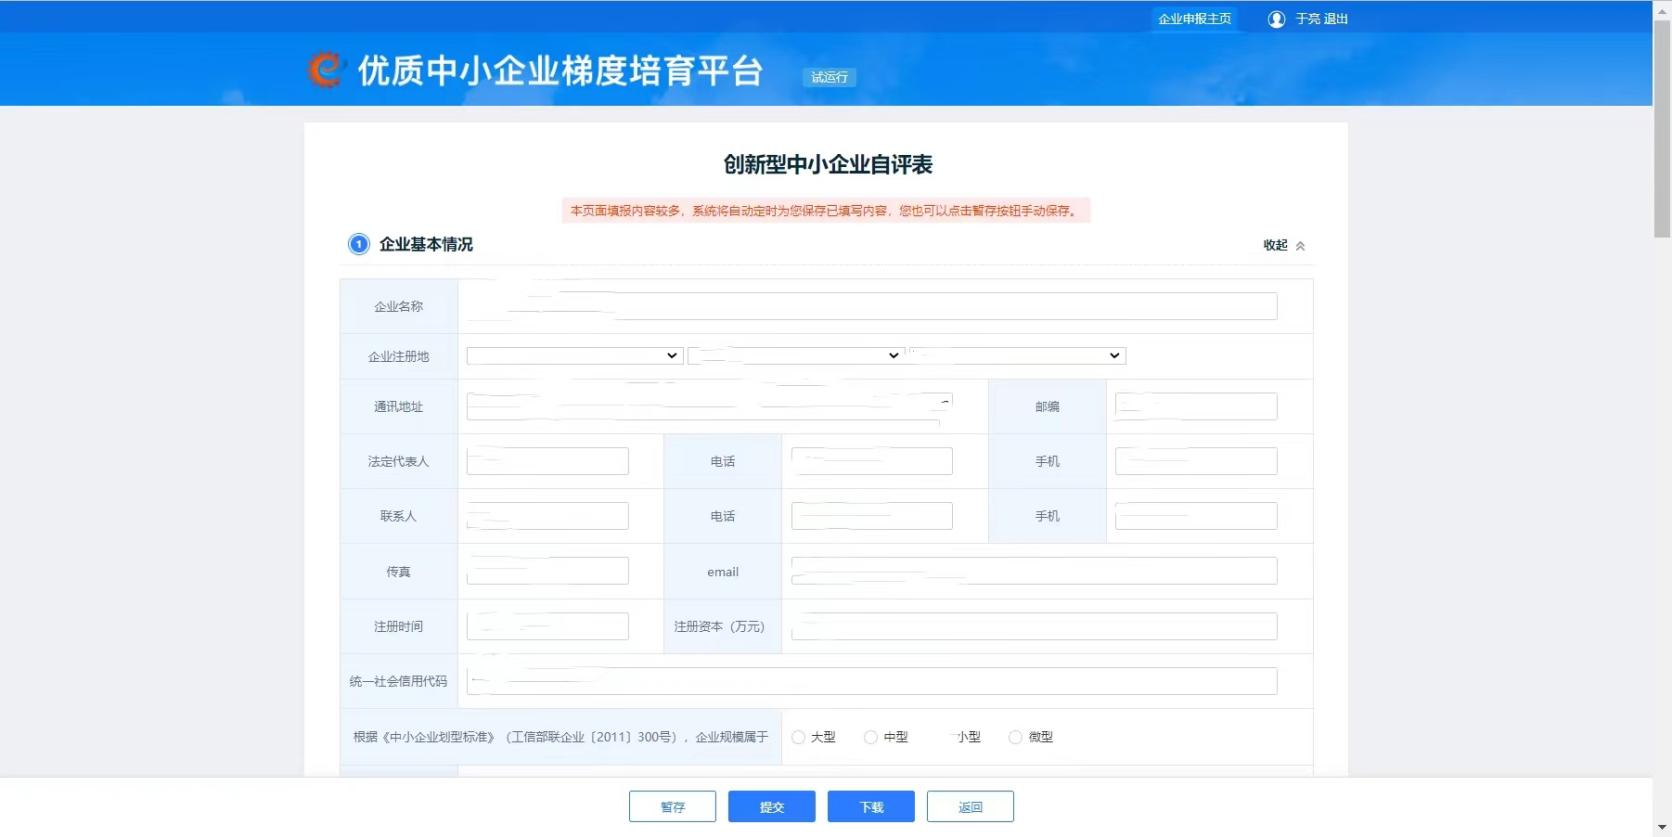 企业申报主页 于亮 退出
优质中小企业梯度培育平台 试运行
创新型中小企业自评表
本页面填报内容较多，系统将自动定时为您保存已填写内容，您也可以点击暂存按钮手动保存。
1 企业基本情况 收起
企业名称
企业注册地
通讯地址 邮编
法定代表人 电话 手机
联系人 电话 手机
传真 email
注册时间 注册资本（万元）
统一社会信用代码
根据《中小企业划型标准》（工信部联企业〔2011〕300号），企业规模属于 大型 中型 小型 微型
暂存 提交 下载 返回